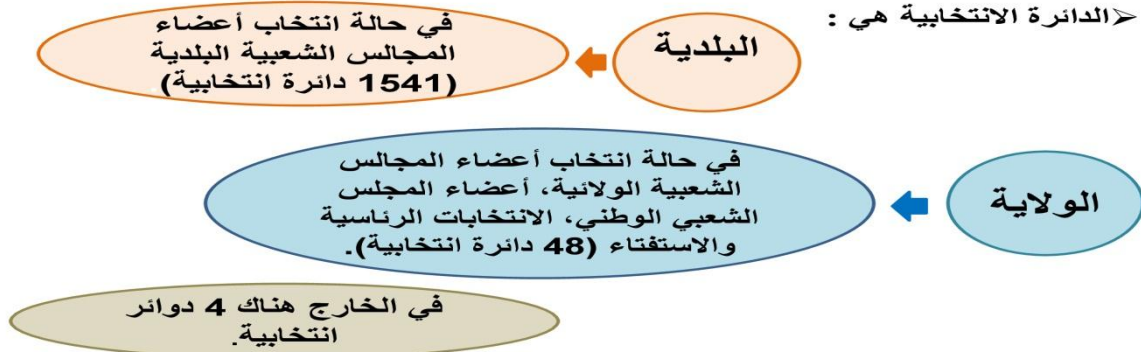 ➢الدائرة الانتخابية هي :
البلدية
في حالة انتخاب أعضاء
المجالس الشعبية البلدية
(1541 دائرة انتخابية).
الولاية
في حالة انتخاب أعضاء المجالس
الشعبية الولائية، أعضاء المجلس
الشعبي الوطني، الانتخابات الرئاسية
والاستفتاء (48 دائرة انتخابية).
في الخارج هناك 4 دوائر
انتخابية.